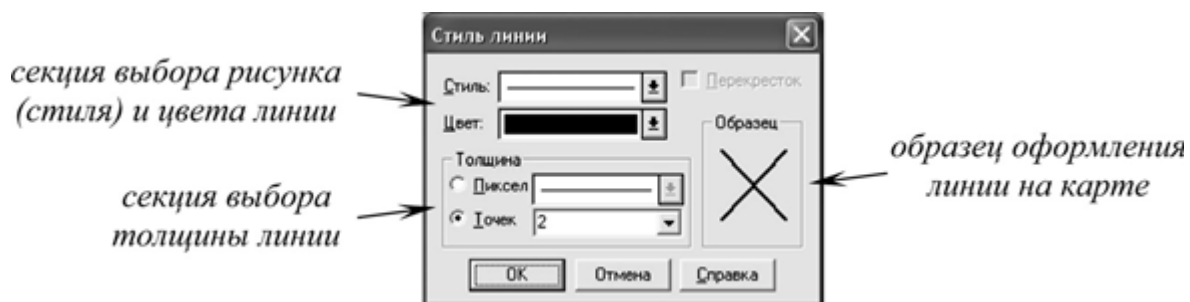 Стиль линии
секция выбора рисунка
(стиля) и цвета линии
Стиль:
Перекресток
Цвет:
Образец
образец оформления
линии на карте
Толщина
Пиксел
секция выбора
толщины линии
Точек 2
OK Отмена Справка